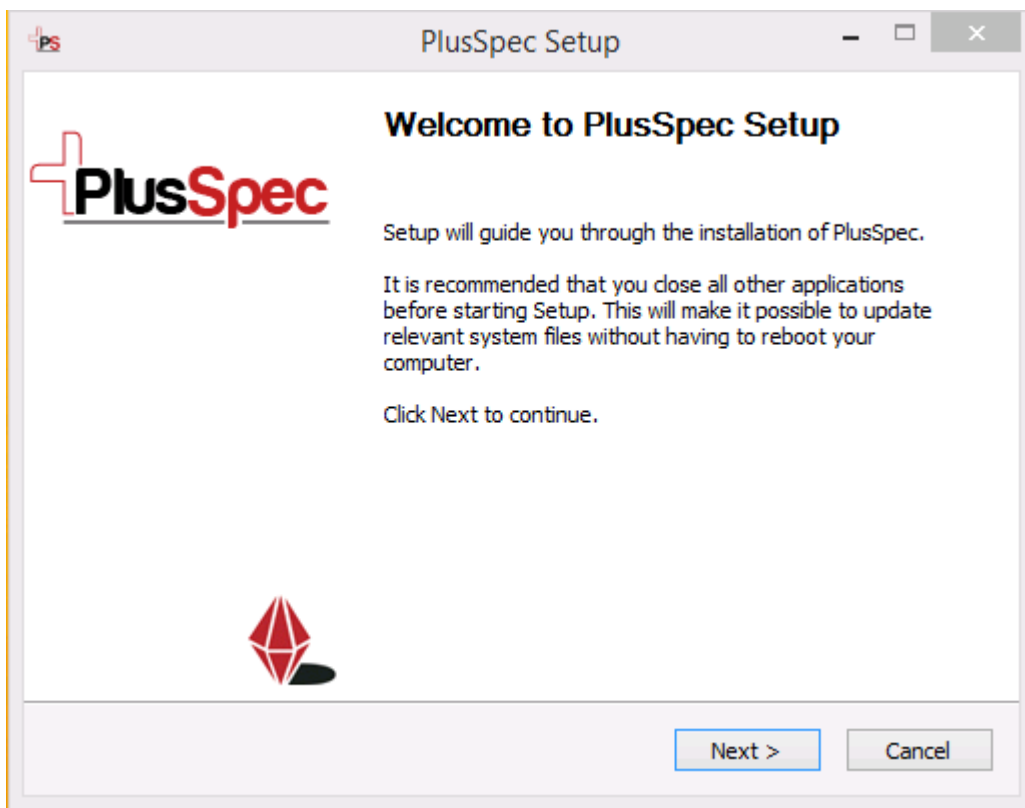 PS
PlusSpec Setup
Welcome to PlusSpec Setup
PlusSpec
Setup will guide you through the installation of PlusSpec.
It is recommended that you close all other applications
before starting Setup. This will make it possible to update
relevant system files without having to reboot your
computer.
Click Next to continue.
Next >
Cancel